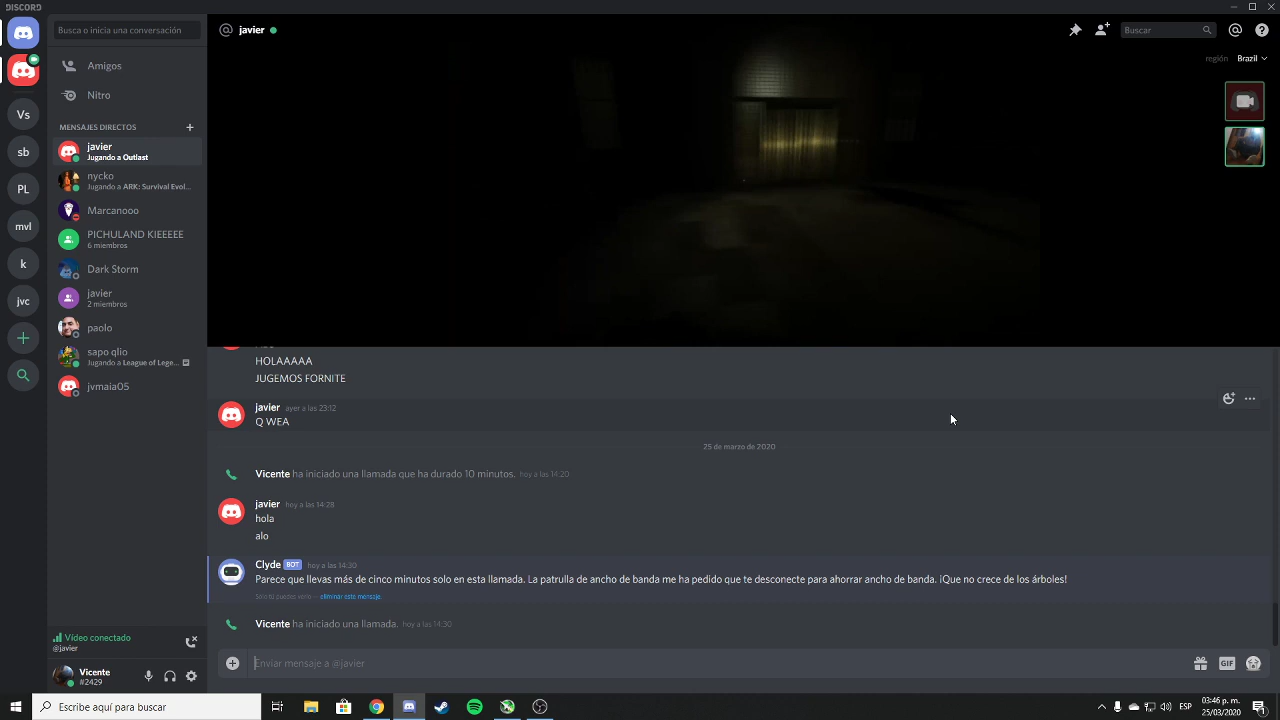 DISCORD
Busca o inicia una conversación
javier
Buscar
región
Brazil
Amigos
Nitro
MENSAJES DIRECTOS
javier
Jugando a Outlast
nycko
Jugando a ARK: Survival Evol...
Marcanooo
PICHULAND KIEEEEE
6 miembros
Dark Storm
javier
2 miembros
paolo
sapo qlio
Jugando a League of Lege...
jvmaia05
Vs
sb
PL
mvl
k
jvc
HOLAAAAA
JUGEMOS FORNITE
javier ayer a las 23:12
Q WEA
25 de marzo de 2020
Vicente ha iniciado una llamada que ha durado 10 minutos. hoy a las 14:20
javier hoy a las 14:28
hola
alo
Clyde BOT hoy a las 14:30
Parece que llevas más de cinco minutos solo en esta llamada. La patrulla de ancho de banda me ha pedido que te desconecte para ahorrar ancho de banda. ¡Que no crece de los árboles!
Sólo tú puedes verlo — eliminar este mensaje.
Vicente ha iniciado una llamada. hoy a las 14:30
Vídeo conectado
@javier
Vicente
#2429
Enviar mensaje a @javier
GIF
Escribe aquí para buscar
ESP
03:46 p. m.
25/03/2020